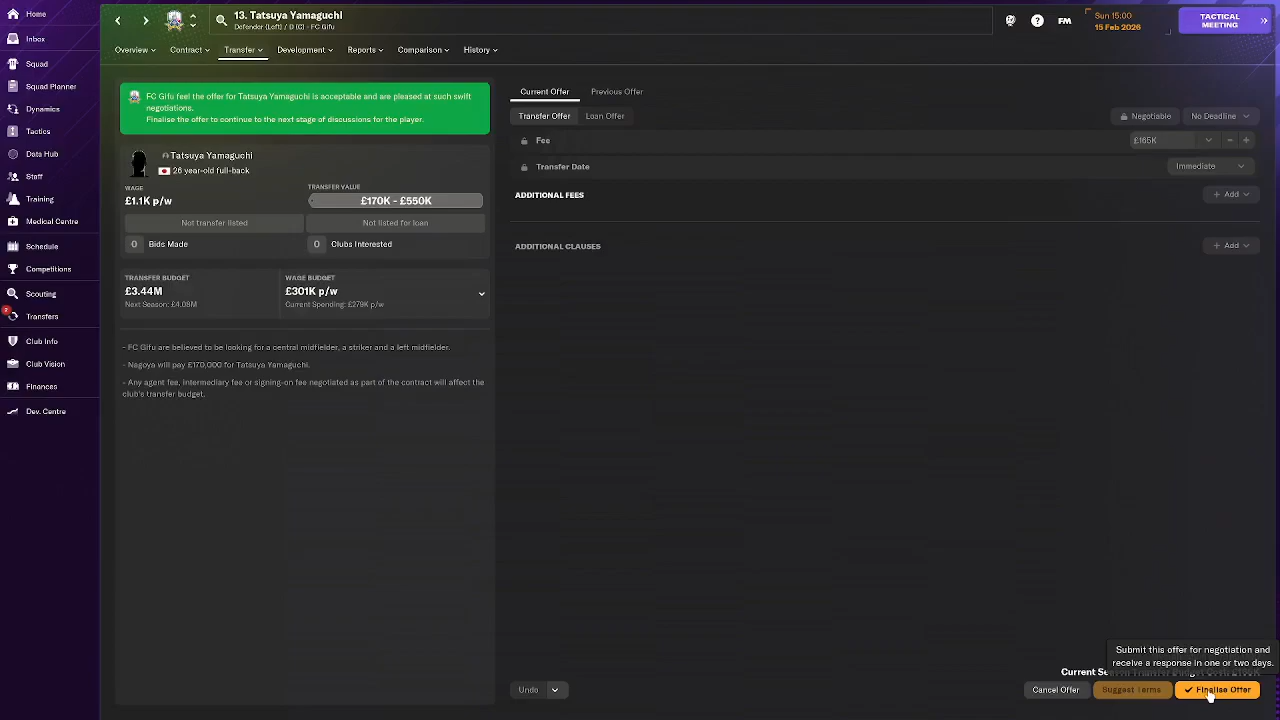 13. Tatsuya Yamaguchi
Defender (Left) / D (C) - FC Gifu
FM
Sun 15:00
15 Feb 2026
TACTICAL
MEETING
Home
Inbox
Squad
Squad Planner
Dynamics
Tactics
Data Hub
Staff
Training
Medical Centre
Schedule
Competitions
Scouting
2
Transfers
Club Info
Club Vision
Finances
Dev. Centre
Overview
Contract
Transfer
Development
Reports
Comparison
History
FC Gifu feel the offer for Tatsuya Yamaguchi is acceptable and are pleased at such swift
negotiations.
Finalise the offer to continue to the next stage of discussions for the player.
Tatsuya Yamaguchi
26 year-old full-back
WAGE
£1.1K p/w
TRANSFER VALUE
£170K - £550K
Not transfer listed
Not listed for loan
0 Bids Made
0 Clubs Interested
TRANSFER BUDGET
£3.44M
Next Season: £4.08M
WAGE BUDGET
£301K p/w
Current Spending: £279K p/w
- FC Gifu are believed to be looking for a central midfielder, a striker and a left midfielder.
- Nagoya will pay £170,000 for Tatsuya Yamaguchi.
- Any agent fee, intermediary fee or signing-on fee negotiated as part of the contract will affect the
club's transfer budget.
Current Offer
Previous Offer
Transfer Offer
Loan Offer
Negotiable
No Deadline
Fee
£165K
Transfer Date
Immediate
ADDITIONAL FEES
+ Add
ADDITIONAL CLAUSES
+ Add
Submit this offer for negotiation and
receive a response in one or two days.
Undo
Cancel Offer
Suggest Terms
Finalise Offer